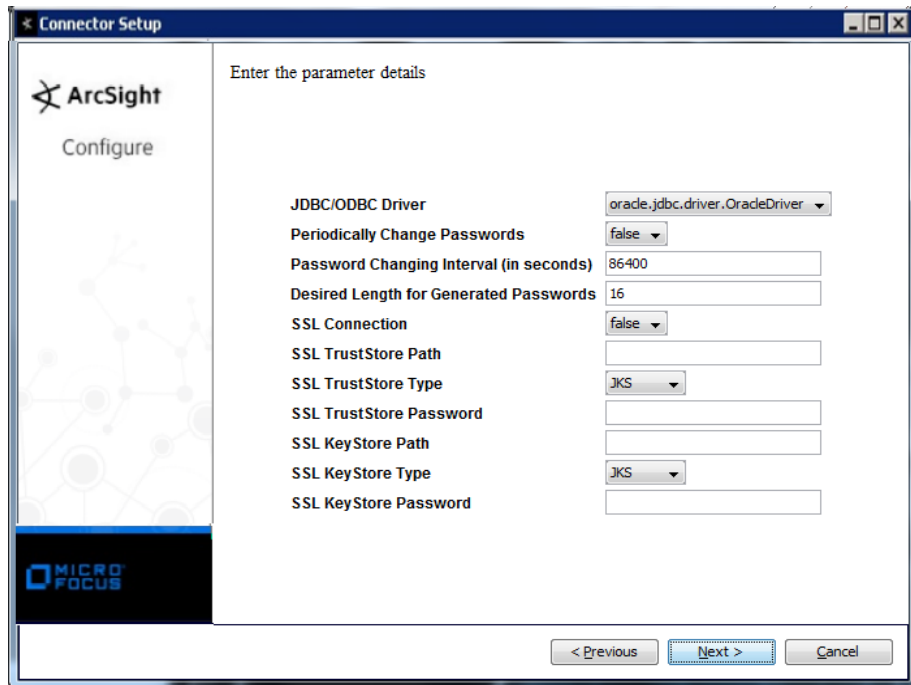 Connector Setup
ArcSight
Configure
Enter the parameter details
JDBC/ODBC Driver oracle.jdbc.driver.OracleDriver
Periodically Change Passwords false
Password Changing Interval (in seconds) 86400
Desired Length for Generated Passwords 16
SSL Connection false
SSL TrustStore Path
SSL TrustStore Type JKS
SSL TrustStore Password
SSL KeyStore Path
SSL KeyStore Type JKS
SSL KeyStore Password
MICRO
FOCUS
< Previous Next > Cancel